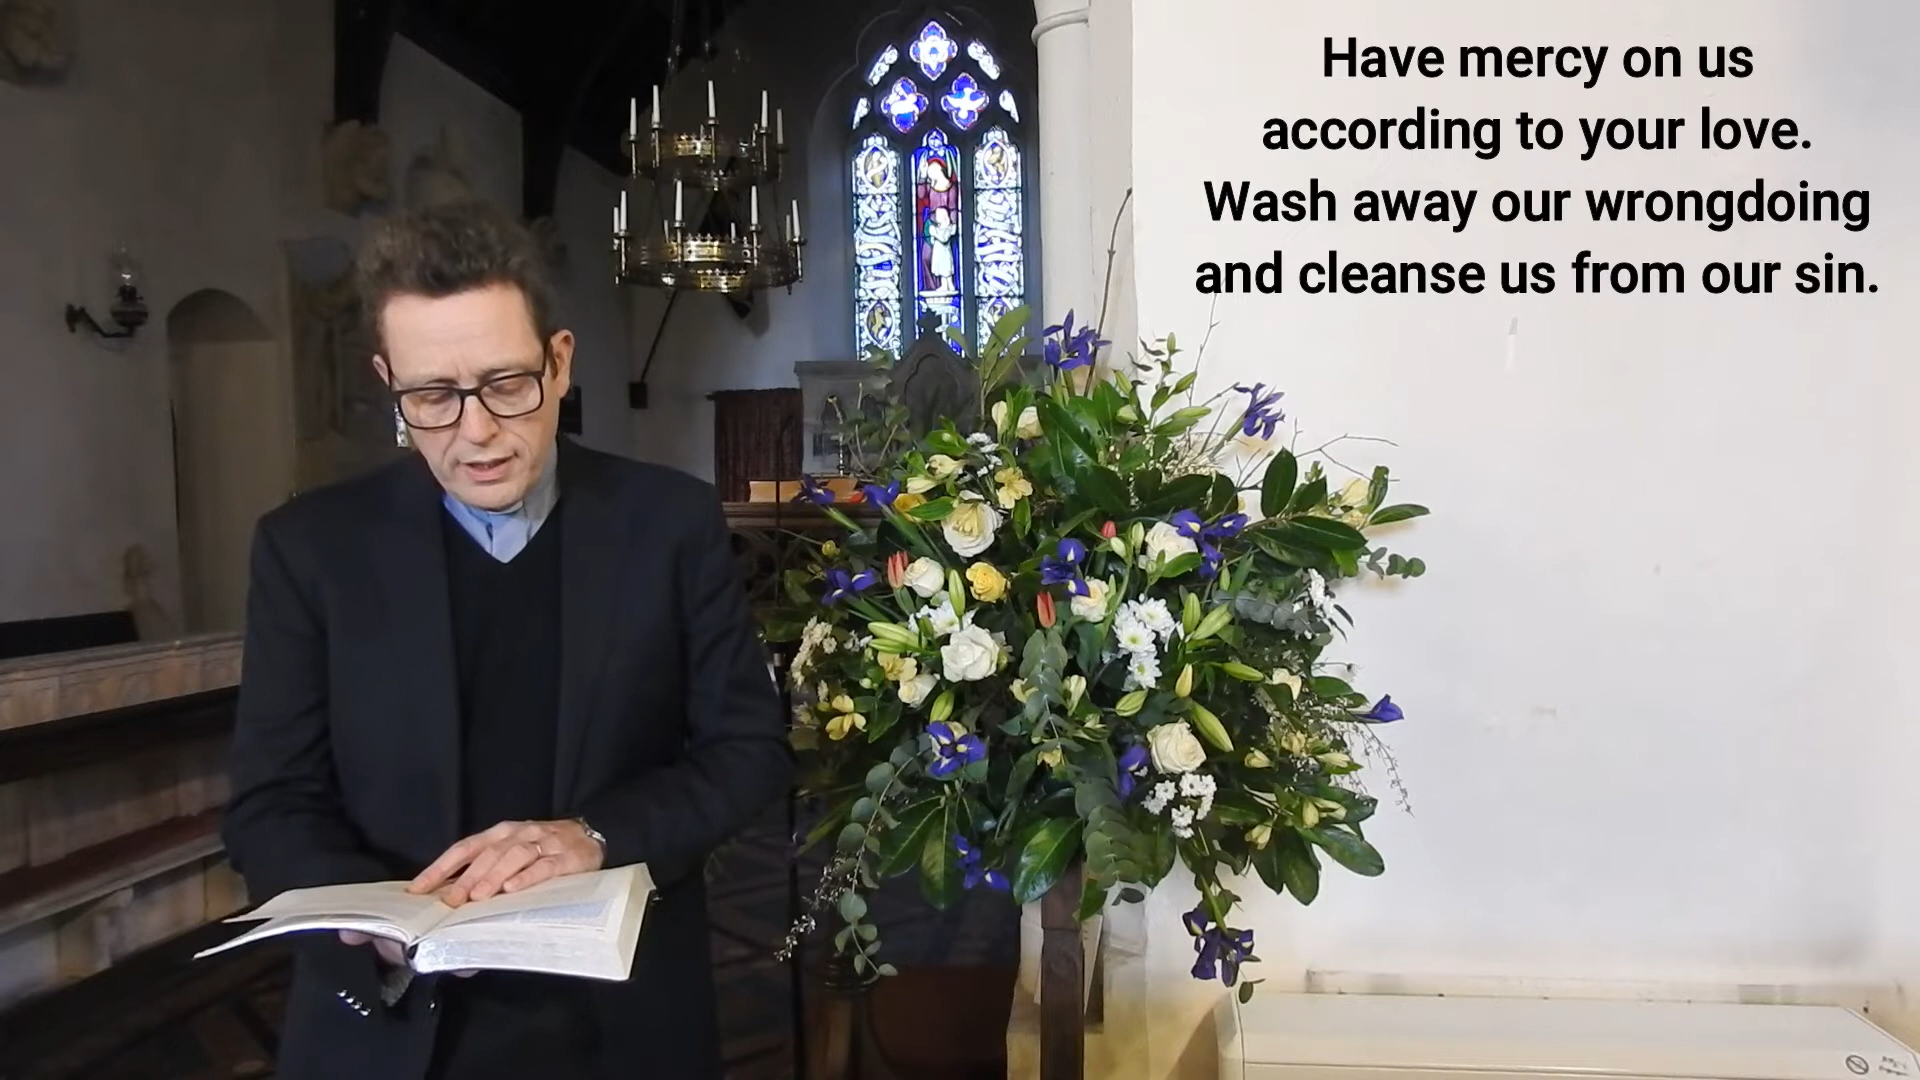 Have mercy on us
according to your love.
Wash away our wrongdoing
and cleanse us from our sin.